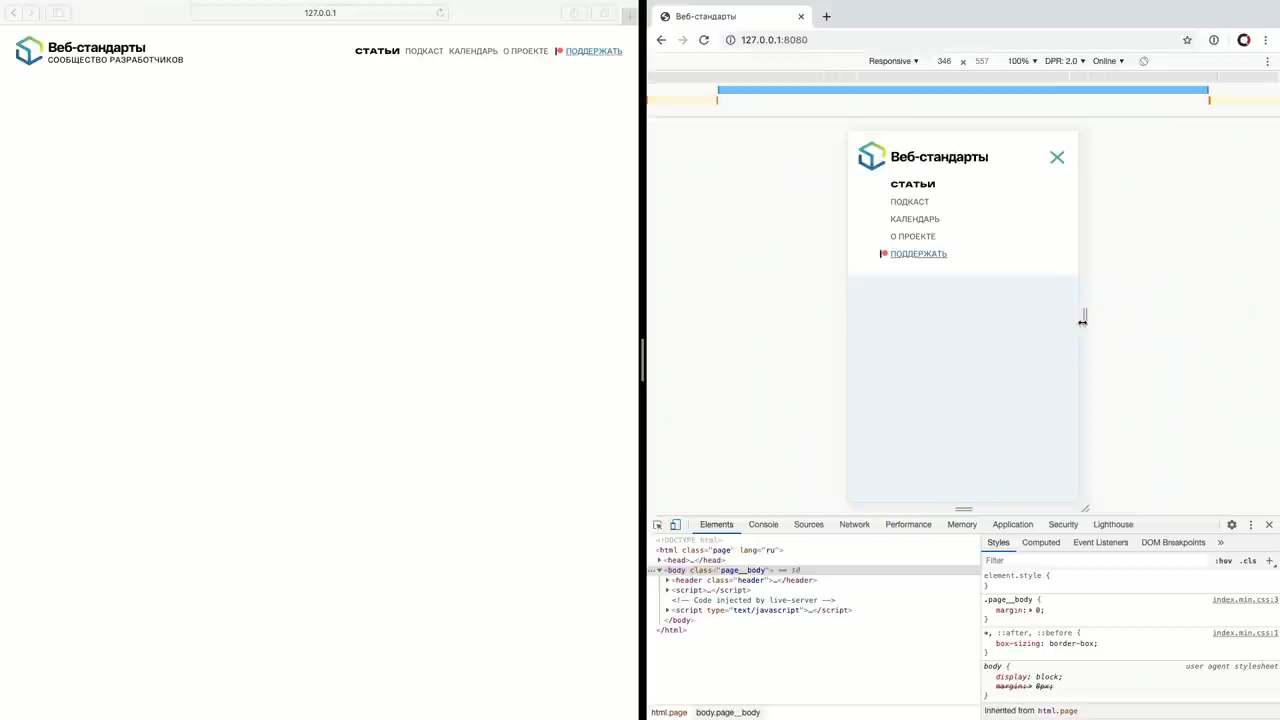 127.0.0.1
Веб-стандарты
СООБЩЕСТВО РАЗРАБОТЧИКОВ
СТАТЬИ ПОДКАСТ КАЛЕНДАРЬ О ПРОЕКТЕ ПОДДЕРЖАТЬ
Веб-стандарты
127.0.0.1:8080
Responsive 346 × 557 100% DPR: 2.0 Online
Веб-стандарты
СТАТЬИ
ПОДКАСТ
КАЛЕНДАРЬ
О ПРОЕКТЕ
ПОДДЕРЖАТЬ
Elements Console Sources Network Performance Memory Application Security Lighthouse
<!DOCTYPE html>
<html class="page" lang="ru">
<head>…</head>
<body class="page__body"> == $0
<header class="header">…</header>
<script>…</script>
<!-- Code injected by live-server -->
<script type="text/javascript">…</script>
</body>
</html>
html.page body.page__body
Styles Computed Event Listeners DOM Breakpoints »
Filter :hov .cls +
element.style {
}
.page__body { index.min.css:3
margin: 0;
}
*, ::after, ::before { index.min.css:1
box-sizing: border-box;
}
body { user agent stylesheet
display: block;
margin: 8px;
}
Inherited from html.page